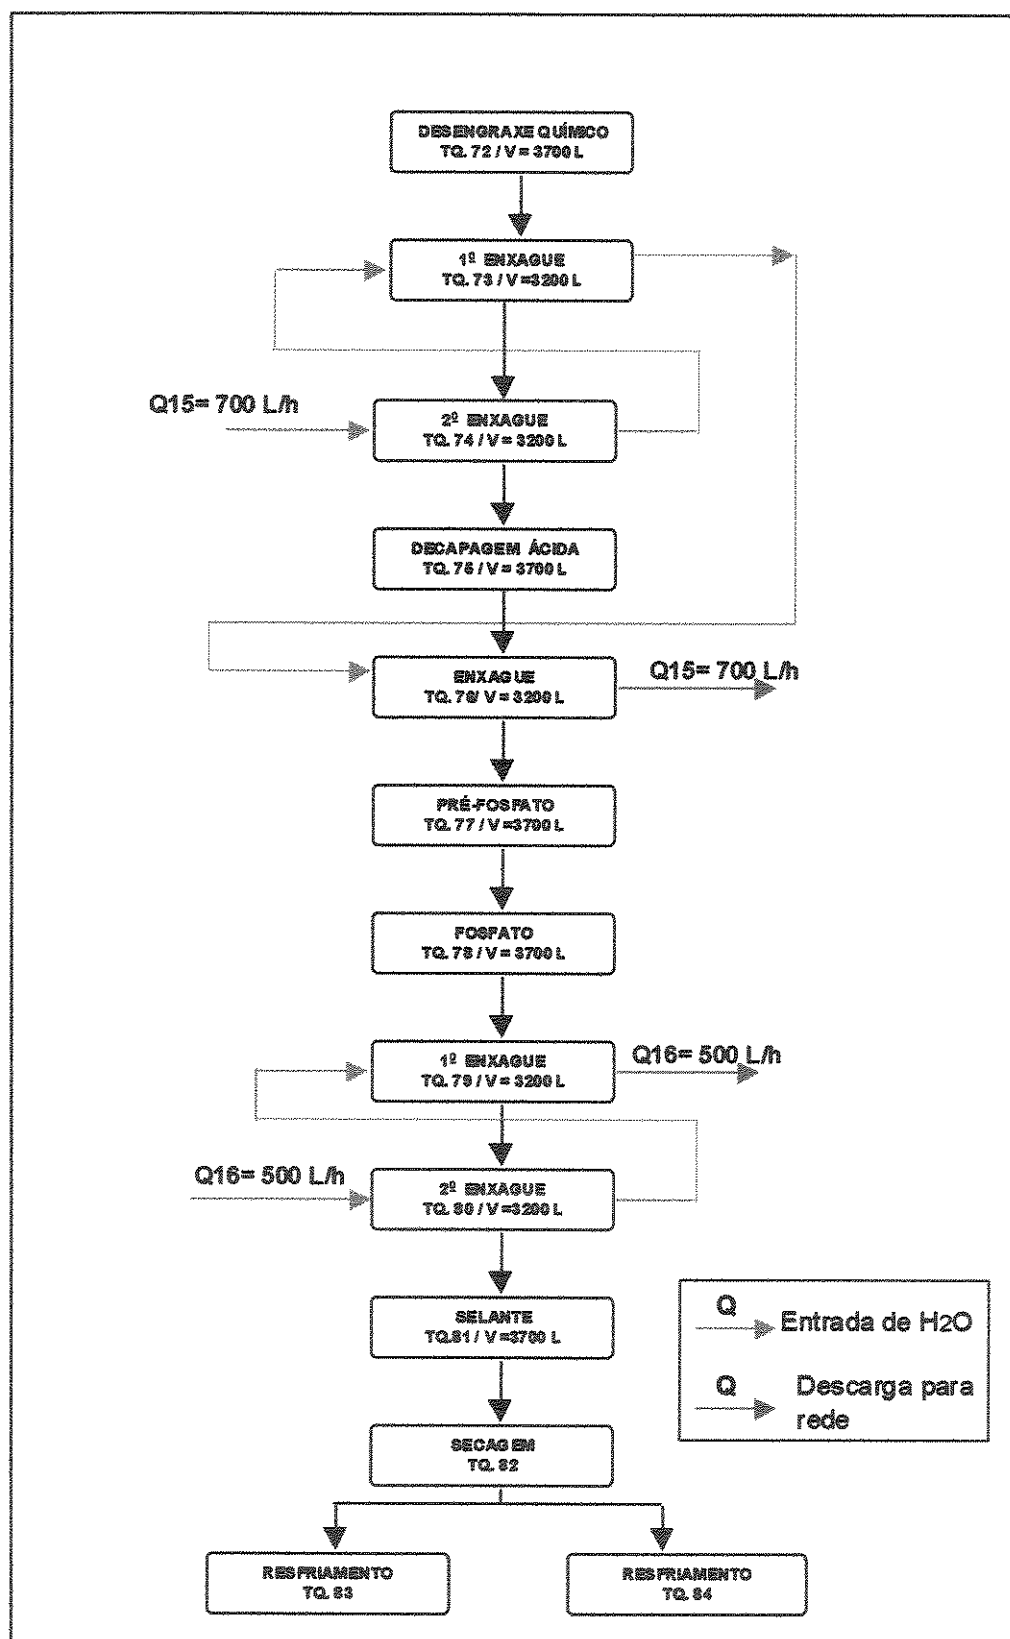 DESENGRAXE QUÍMICO
TQ. 72 / V = 3700 L
1º ENXAGUE
TQ. 73 / V =3200 L
Q15= 700 L/h
2º ENXAGUE
TQ. 74 / V = 3200 L
DECAPAGEM ÁCIDA
TQ. 75 / V = 3700 L
ENXAGUE
TQ. 76/ V = 3200 L
Q15= 700 L/h
PRÉ-FOSFATO
TQ. 77 / V =3700 L
FOSFATO
TQ. 78 / V = 3700 L
1º ENXAGUE
TQ. 79 / V = 3200 L
Q16= 500 L/h
Q16= 500 L/h
2º ENXAGUE
TQ. 80 / V =3200 L
SELANTE
TQ.81 / V =3700 L
SECAGEM
TQ. 82
RESFRIAMENTO
TQ. 83
RESFRIAMENTO
TQ. 84
Q
Entrada de H2O
Q
Descarga para
rede